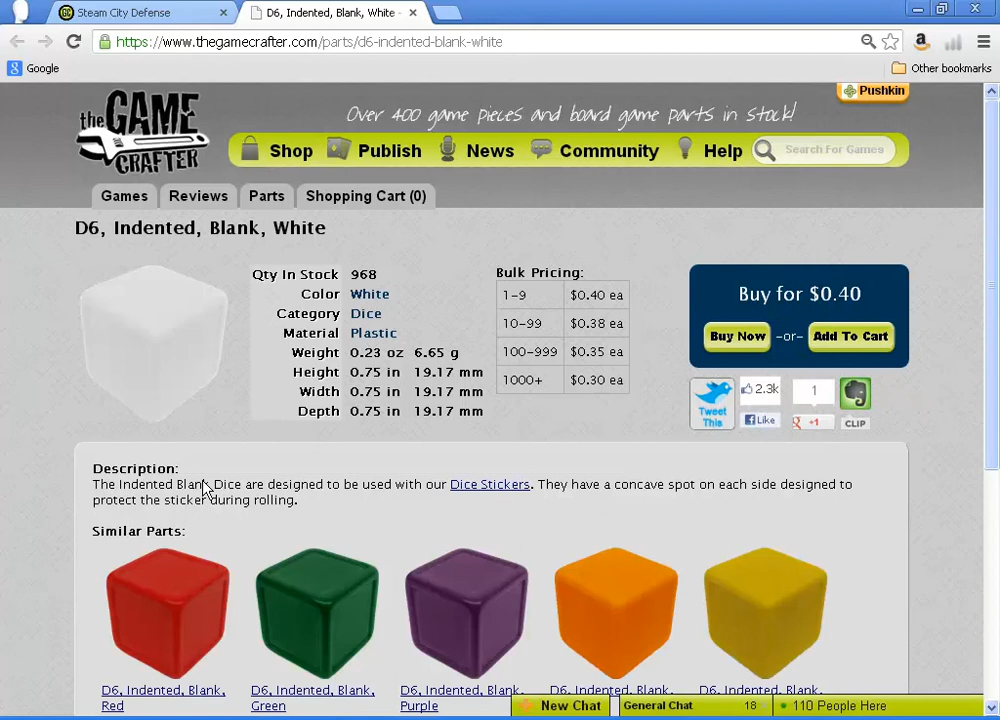 Steam City Defense
D6, Indented, Blank, White -
https://www.thegamecrafter.com/parts/d6-indented-blank-white
Google
Other bookmarks
the GAME CRAFTER
Over 400 game pieces and board game parts in stock!
Pushkin
Shop Publish News Community Help Search For Games
Games Reviews Parts Shopping Cart (0)
D6, Indented, Blank, White
Qty In Stock 968
Color White
Category Dice
Material Plastic
Weight 0.23 oz 6.65 g
Height 0.75 in 19.17 mm
Width 0.75 in 19.17 mm
Depth 0.75 in 19.17 mm
Bulk Pricing:
1-9 $0.40 ea
10-99 $0.38 ea
100-999 $0.35 ea
1000+ $0.30 ea
Buy for $0.40
Buy Now -or- Add To Cart
Tweet This
2.3k
Like
1
g +1
CLIP
Description:
The Indented Blank Dice are designed to be used with our Dice Stickers. They have a concave spot on each side designed to
protect the sticker during rolling.
Similar Parts:
D6, Indented, Blank, Red
D6, Indented, Blank, Green
D6, Indented, Blank, Purple
D6, Indented, Blank,
D6, Indented, Blank,
New Chat
General Chat 18
110 People Here